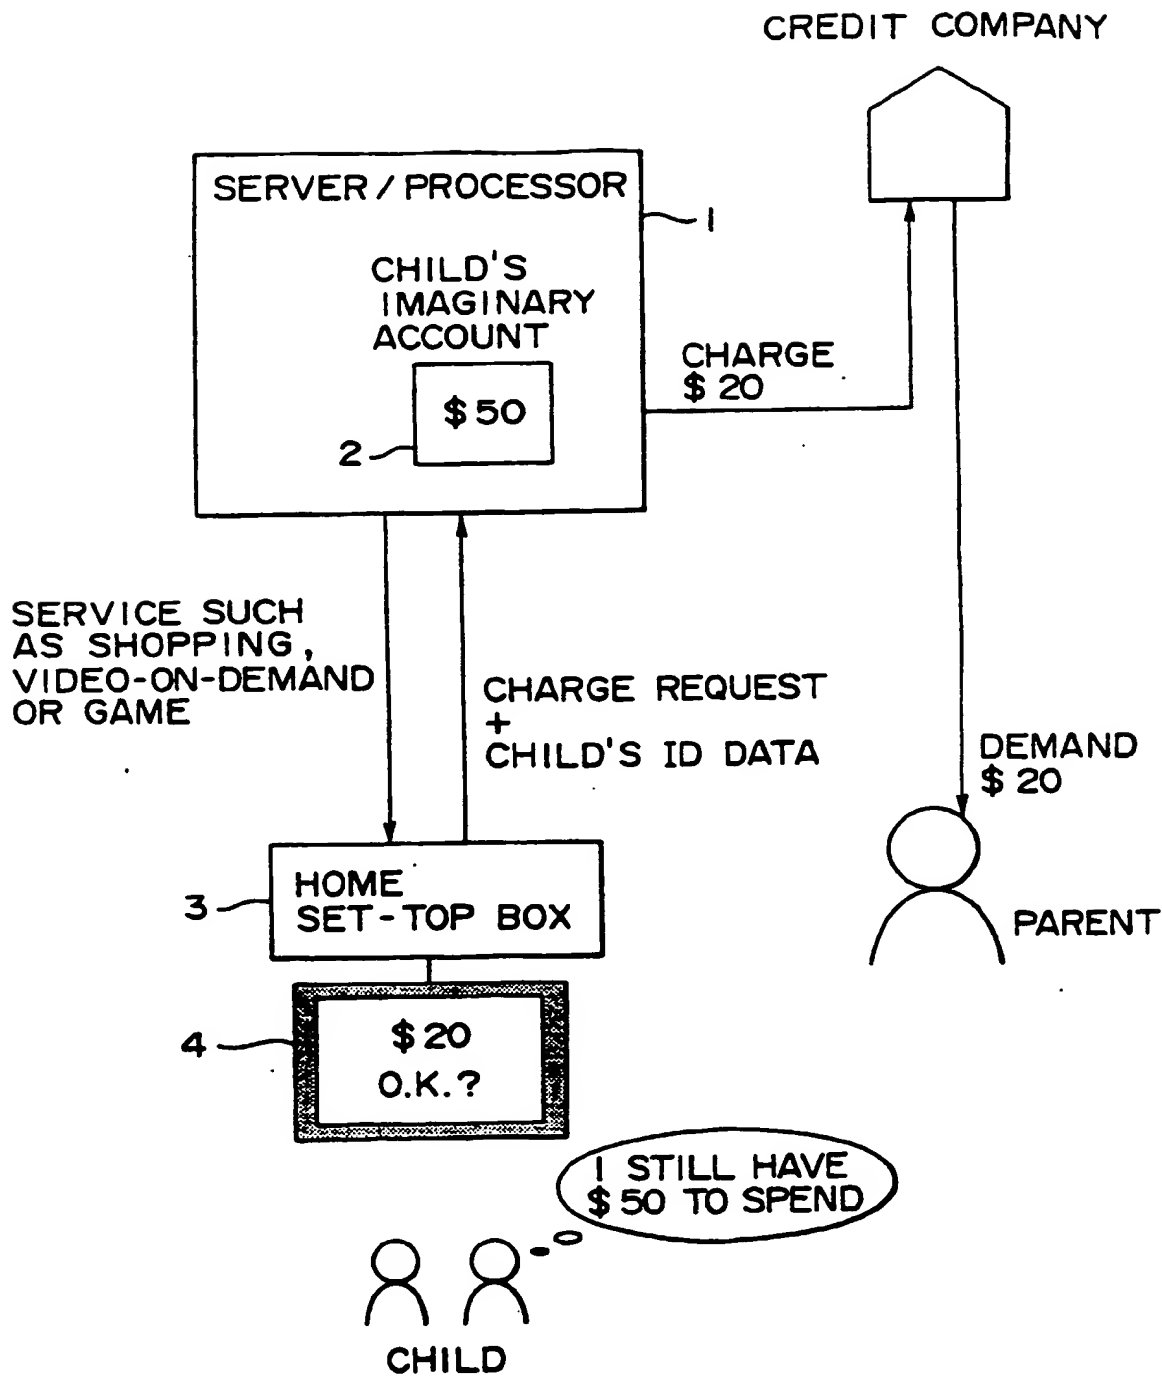 CREDIT COMPANY
SERVER / PROCESSOR
1
CHILD'S
IMAGINARY
ACCOUNT
$50
2
CHARGE
$20
SERVICE SUCH
AS SHOPPING,
VIDEO-ON-DEMAND
OR GAME
CHARGE REQUEST
+
CHILD'S ID DATA
DEMAND
$20
PARENT
3
HOME
SET-TOP BOX
4
$20
O.K.?
I STILL HAVE
$50 TO SPEND
CHILD